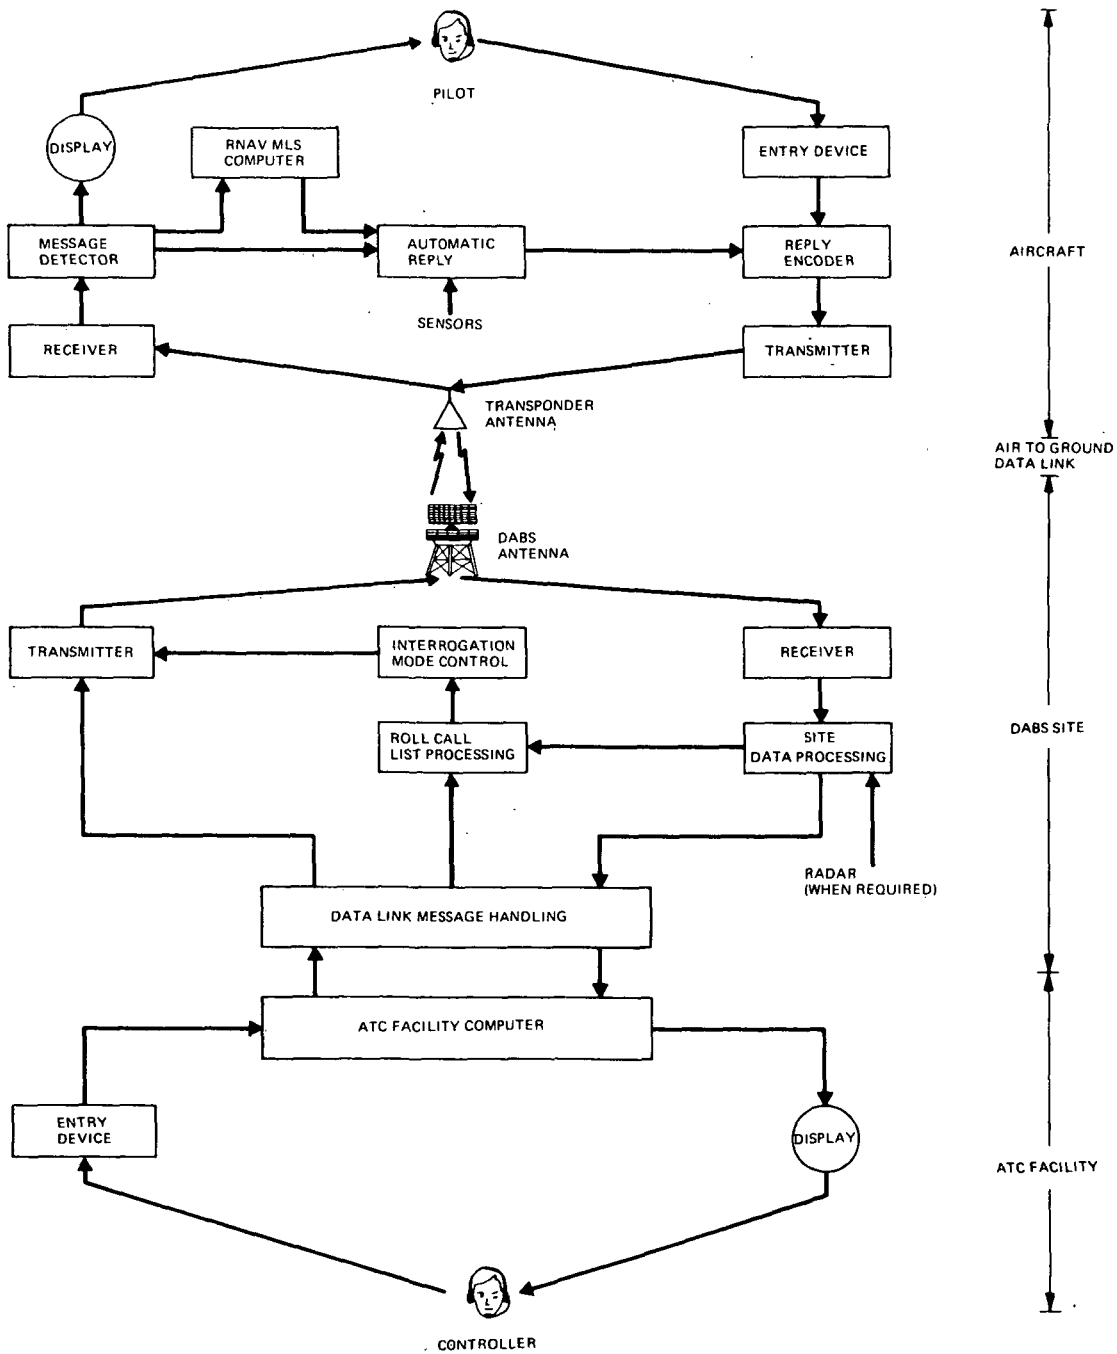 PILOT
DISPLAY
RNAV MLS
COMPUTER
ENTRY DEVICE
MESSAGE
DETECTOR
AUTOMATIC
REPLY
REPLY
ENCODER
AIRCRAFT
SENSORS
RECEIVER
TRANSMITTER
TRANSPONDER
ANTENNA
AIR TO GROUND
DATA LINK
DABS
ANTENNA
TRANSMITTER
INTERROGATION
MODE CONTROL
RECEIVER
ROLL CALL
LIST PROCESSING
SITE
DATA PROCESSING
DABS SITE
RADAR
(WHEN REQUIRED)
DATA LINK MESSAGE HANDLING
ATC FACILITY COMPUTER
ENTRY
DEVICE
DISPLAY
ATC FACILITY
CONTROLLER